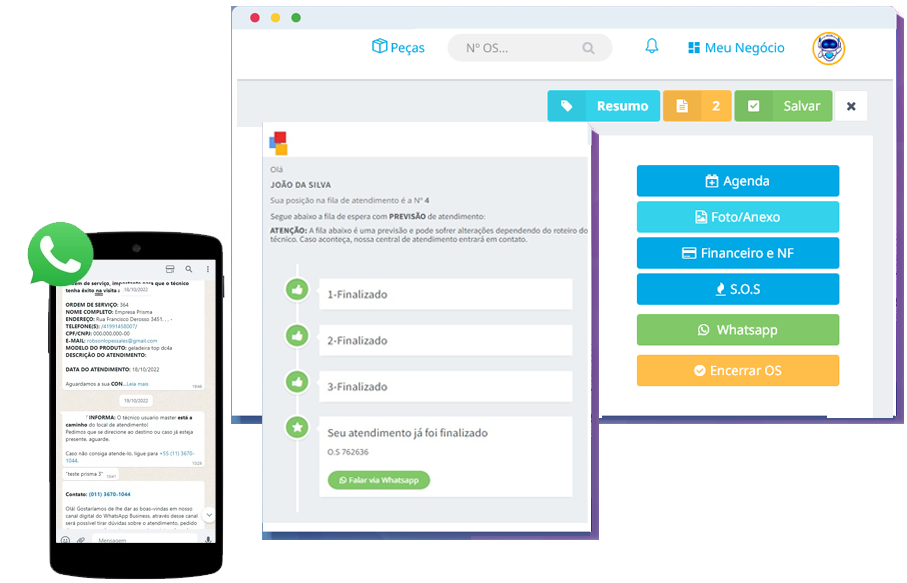 Peças
Nº OS...
Meu Negócio
Resumo
2
Salvar
Olá
JOÃO DA SILVA
Sua posição na fila de atendimento é a Nº 4
Segue abaixo a fila de espera com PREVISÃO de atendimento:
ATENÇÃO: A fila abaixo é uma previsão e pode sofrer alterações dependendo do roteiro do
técnico. Caso aconteça, nossa central de atendimento entrará em contato.
1-Finalizado
2-Finalizado
3-Finalizado
Seu atendimento já foi finalizado
O.S 762636
Falar via Whatsapp
Agenda
Foto/Anexo
Financeiro e NF
S.O.S
Whatsapp
Encerrar OS
de serviço, para que o técnico
tenha êxito na visita a 18/10/2022
ORDEM DE SERVIÇO: 364
NOME COMPLETO: Empresa Prisma
ENDEREÇO: Rua Francisco Derosso 3451, . . -
TELEFONE(S): /41991458007/
CPF/CNPJ: 000.000.000-00
E-MAIL: robsonlopessales@gmail.com
MODELO DO PRODUTO: geladeira top dc4a
DESCRIÇÃO DO ATENDIMENTO:
DATA DO ATENDIMENTO: 18/10/2022
Aguardamos a sua CON...Leia mais
19/10/2022
INFORMA: O técnico usuario master está a
caminho do local de atendimento!
Pedimos que se direcione ao destino ou caso já esteja
presente, aguarde.
Caso não consiga atende-ló, ligue para +55 (11) 3670-
1044.
"teste prisma 3"
Contato: (011) 3670-1044
Olá! Gostaríamos de lhe dar as boas-vindas em nosso
canal digital do WhatsApp Business, através desse canal
será possível tirar dúvidas sobre o atendimento, pedido
Mensagem